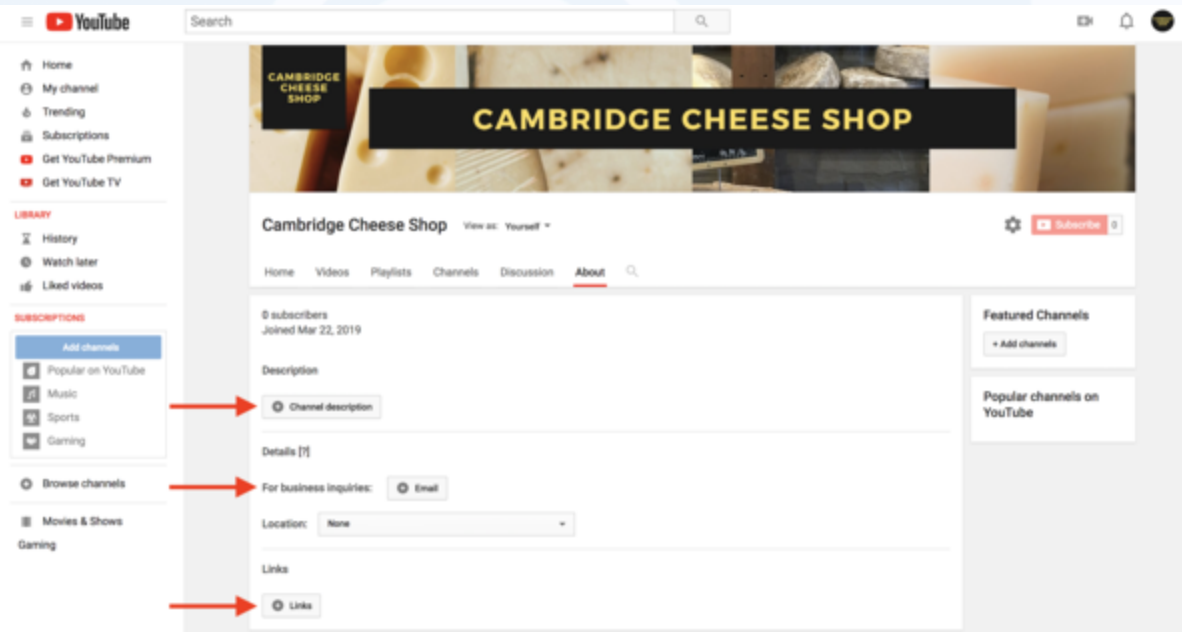 YouTube
Search
Home
My channel
Trending
Subscriptions
Get YouTube Premium
Get YouTube TV
LIBRARY
History
Watch later
Liked videos
SUBSCRIPTIONS
Add channels
Popular on YouTube
Music
Sports
Gaming
Browse channels
Movies & Shows
Gaming
CAMBRIDGE
CHEESE
SHOP
CAMBRIDGE CHEESE SHOP
Cambridge Cheese Shop View as: Yourself
Subscribe 0
Home Videos Playlists Channels Discussion About
0 subscribers
Joined Mar 22, 2019
Description
Channel description
Details [?]
For business inquiries: Email
Location: None
Links
Links
Featured Channels
+ Add channels
Popular channels on
YouTube